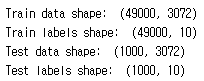 Train data shape:  (49000, 3072)
Train labels shape:  (49000, 10)
Test data shape:  (1000, 3072)
Test labels shape:  (1000, 10)